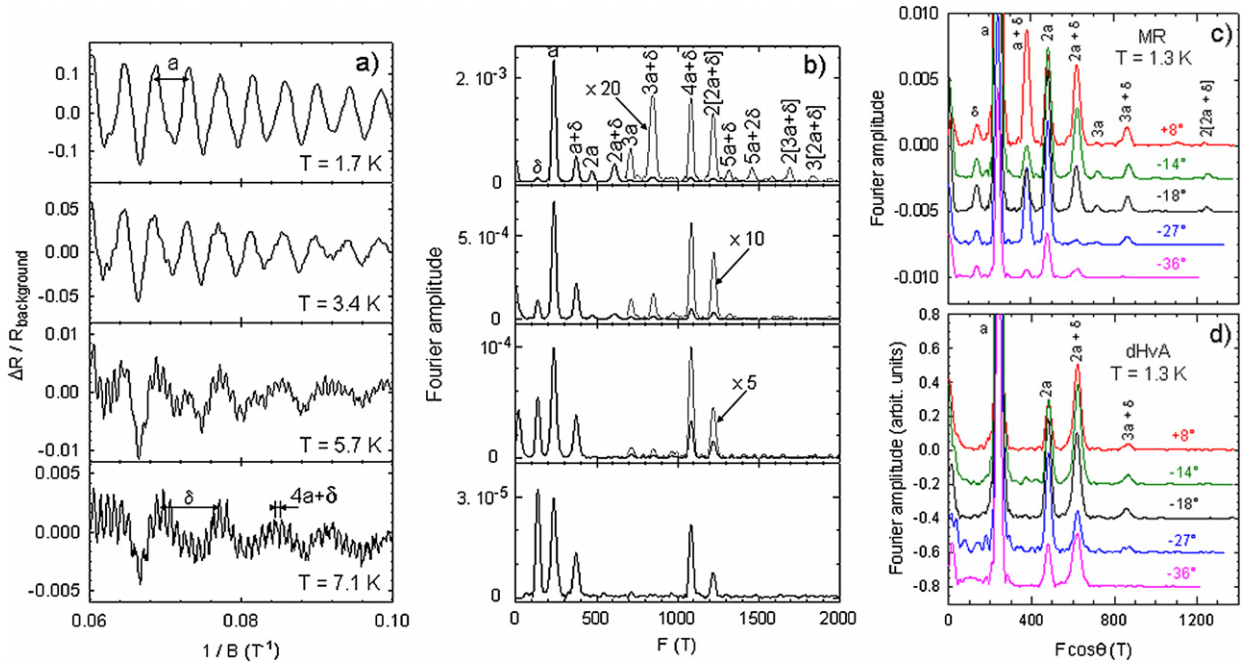 a)
a
T = 1.7 K
T = 3.4 K
T = 5.7 K
δ
4a+δ
T = 7.1 K
0.1
0.0
-0.1
0.05
0.00
-0.05
0.01
0.00
-0.01
0.005
0.000
-0.005
ΔR / Rbackground
0.06
0.08
0.10
1 / B (T⁻¹)
b)
δ
a
a+δ
2a
2a+δ
3a
x 20
3a+δ
4a+δ
2[2a+δ]
5a+δ
5a+2δ
2[3a+δ]
3[2a+δ]
x 10
x 5
2.10⁻³
0
5.10⁻⁴
0
10⁻⁴
0
3.10⁻⁵
0
Fourier amplitude
0
500
1000
1500
2000
F (T)
c)
MR
T = 1.3 K
δ
a
a + δ
2a
2a + δ
3a
3a + δ
2[2a + δ]
+8°
-14°
-18°
-27°
-36°
0.010
0.005
0.000
-0.005
-0.010
Fourier amplitude
d)
dHvA
T = 1.3 K
a
2a
2a + δ
3a + δ
+8°
-14°
-18°
-27°
-36°
0.8
0.6
0.4
0.2
0.0
-0.2
-0.4
-0.6
-0.8
Fourier amplitude (arbit. units)
0
400
800
1200
F cosθ (T)